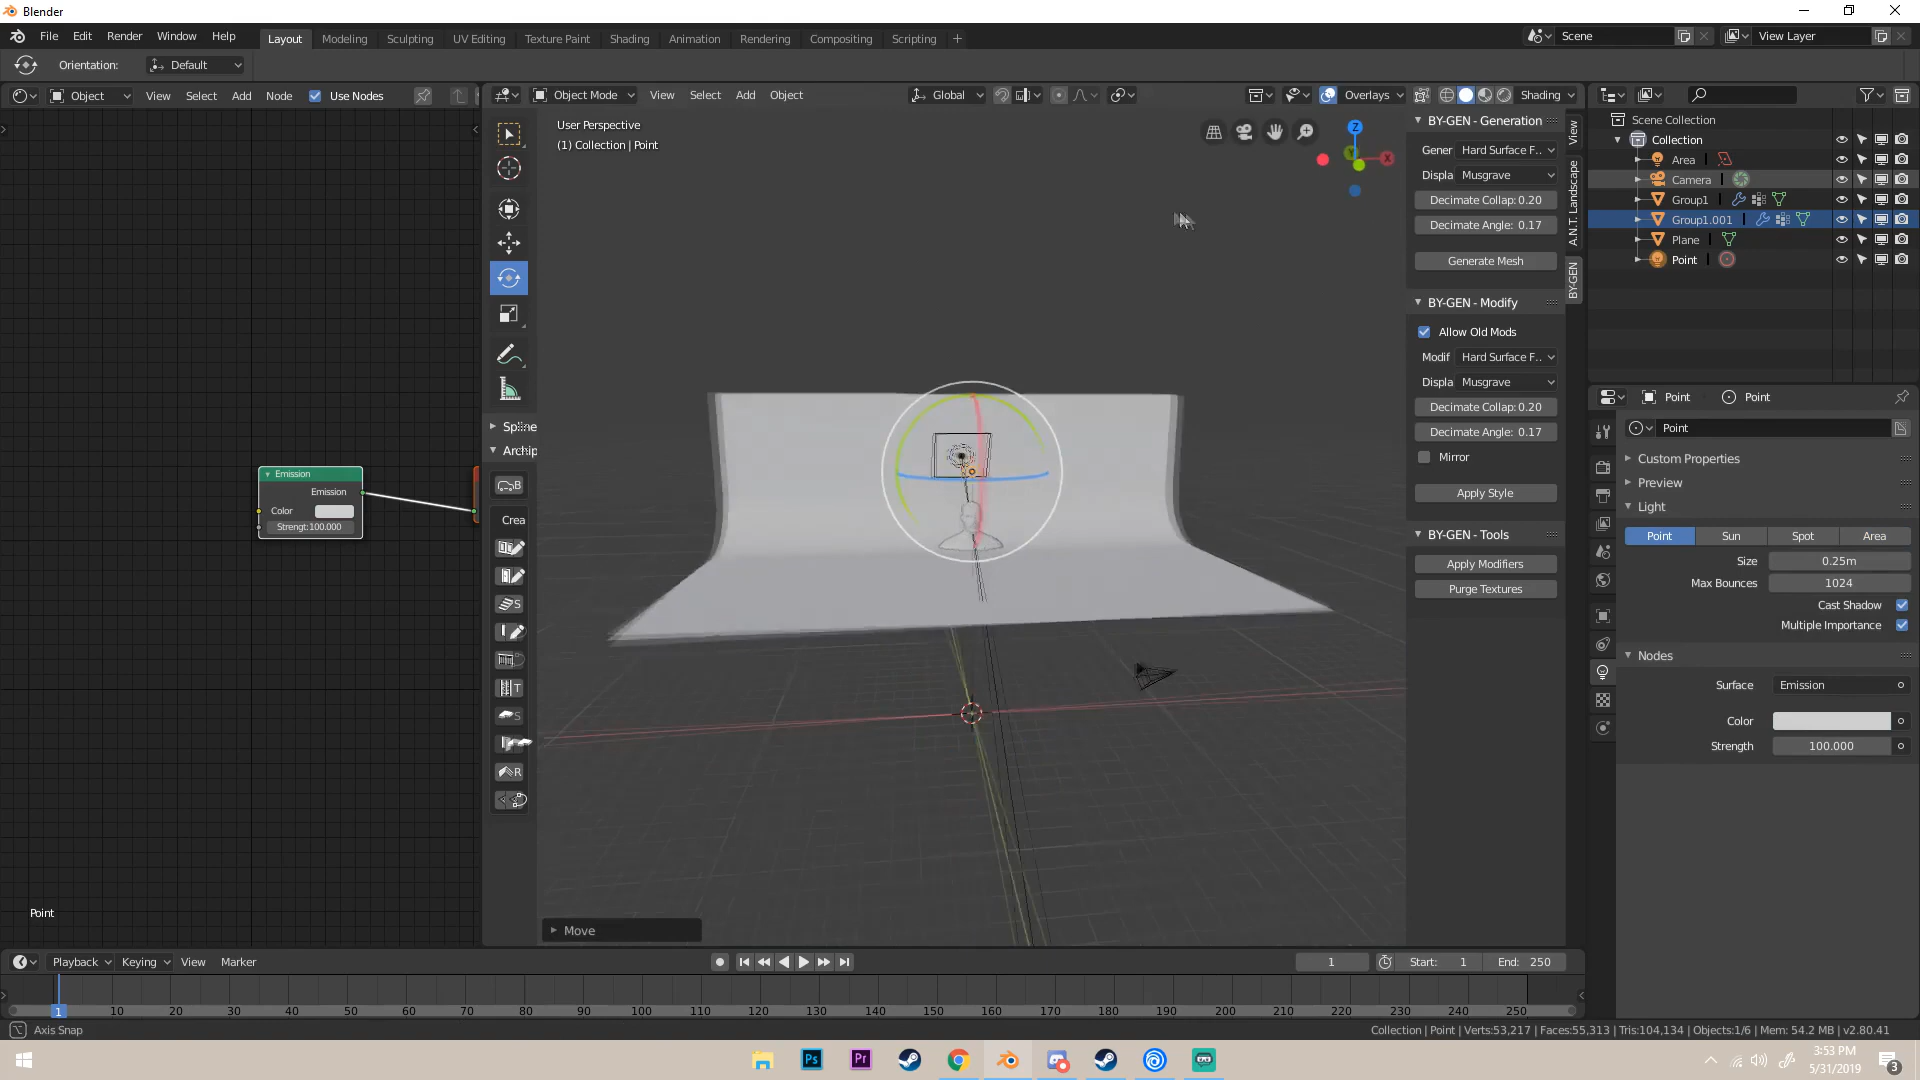 Blender
File Edit Render Window Help
Layout Modeling Sculpting UV Editing Texture Paint Shading Animation Rendering Compositing Scripting
Scene View Layer
Orientation: Default
Object View Select Add Node Use Nodes
Object Mode View Select Add Object Global Overlays Shading
User Perspective
(1) Collection | Point
BY-GEN - Generation
Gener Hard Surface F..
Displa Musgrave
Decimate Collap: 0.20
Decimate Angle: 0.17
Generate Mesh
BY-GEN - Modify
Allow Old Mods
Modif Hard Surface F..
Displa Musgrave
Decimate Collap: 0.20
Decimate Angle: 0.17
Mirror
Apply Style
BY-GEN - Tools
Apply Modifiers
Purge Textures
View
A.N.T. Landscape
BY-GEN
Scene Collection
Collection
Area
Camera
Group1
Group1.001
Plane
Point
Point Point
Point
Custom Properties
Preview
Light
Point Sun Spot Area
Size 0.25m
Max Bounces 1024
Cast Shadow
Multiple Importance
Nodes
Surface Emission
Color
Strength 100.000
Emission
Emission
Color
Strengt:100.000
Archip
B
Crea
S
T
S
R
Point
Move
Playback Keying View Marker
1 Start: 1 End: 250
1 10 20 30 40 50 60 70 80 90 100 110 120 130 140 150 160 170 180 190 200 210 220 230 240 250
Axis Snap
Collection | Point | Verts:53,217 | Faces:55,313 | Tris:104,134 | Objects:1/6 | Mem: 54.2 MB | v2.80.41
Ps Pr
3:53 PM
5/31/2019
3